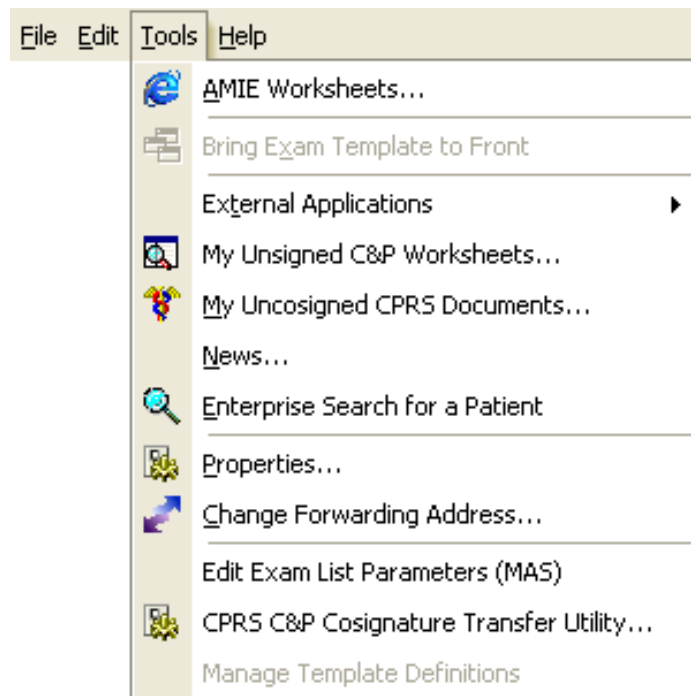 File Edit Tools Help
AMIE Worksheets...
Bring Exam Template to Front
External Applications
My Unsigned C&P Worksheets...
My Uncosigned CPRS Documents...
News...
Enterprise Search for a Patient
Properties...
Change Forwarding Address...
Edit Exam List Parameters (MAS)
CPRS C&P Cosignature Transfer Utility...
Manage Template Definitions